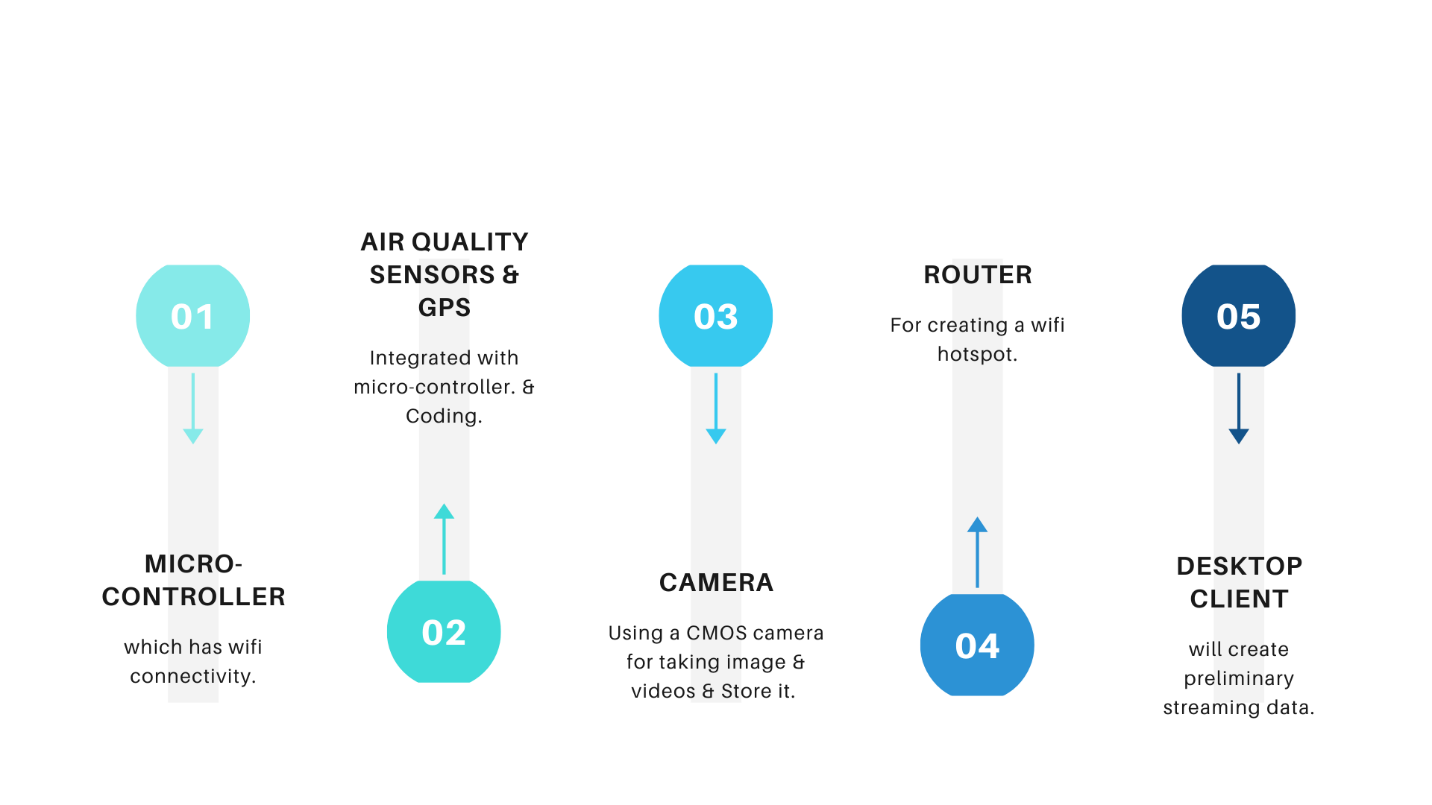 01
MICRO-
CONTROLLER
which has wifi
connectivity.
AIR QUALITY
SENSORS &
GPS
Integrated with
micro-controller. &
Coding.
02
03
CAMERA
Using a CMOS camera
for taking image &
videos & Store it.
ROUTER
For creating a wifi
hotspot.
04
05
DESKTOP
CLIENT
will create
preliminary
streaming data.